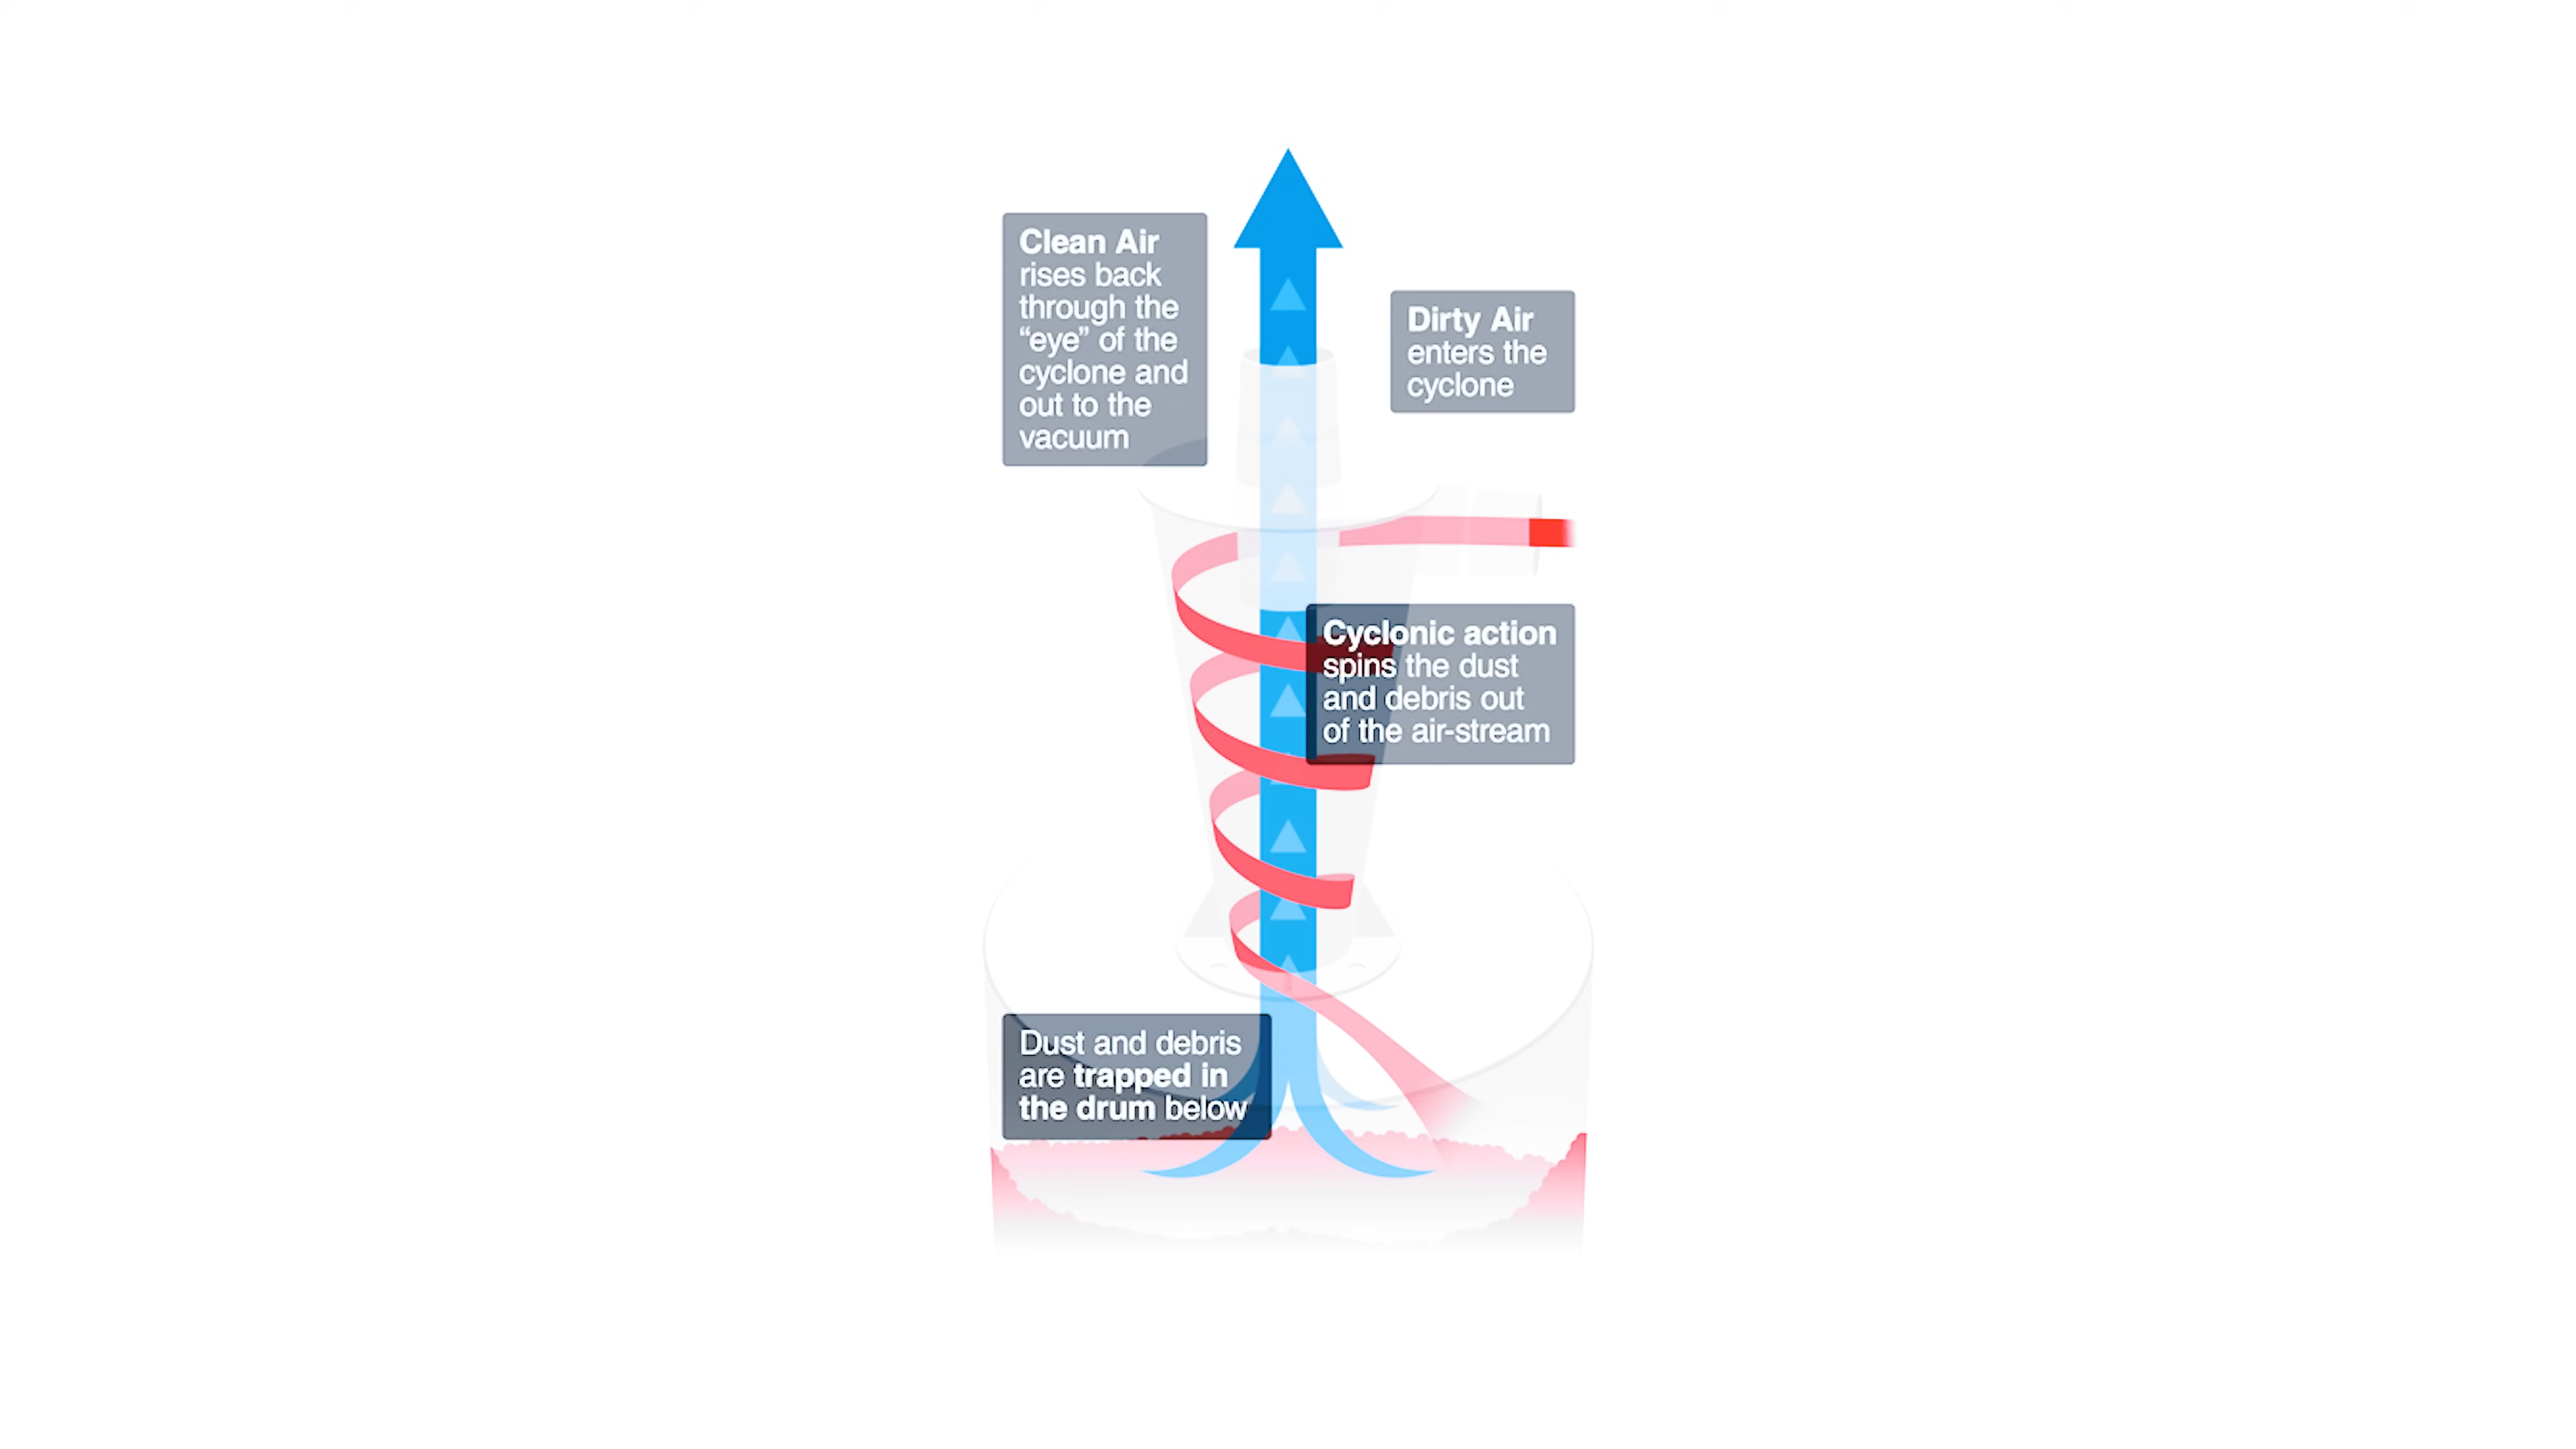 Clean Air
rises back
through the
“eye” of the
cyclone and
out to the
vacuum
Dirty Air
enters the
cyclone
Cyclonic action
spins the dust
and debris out
of the air-stream
Dust and debris
are trapped in
the drum below